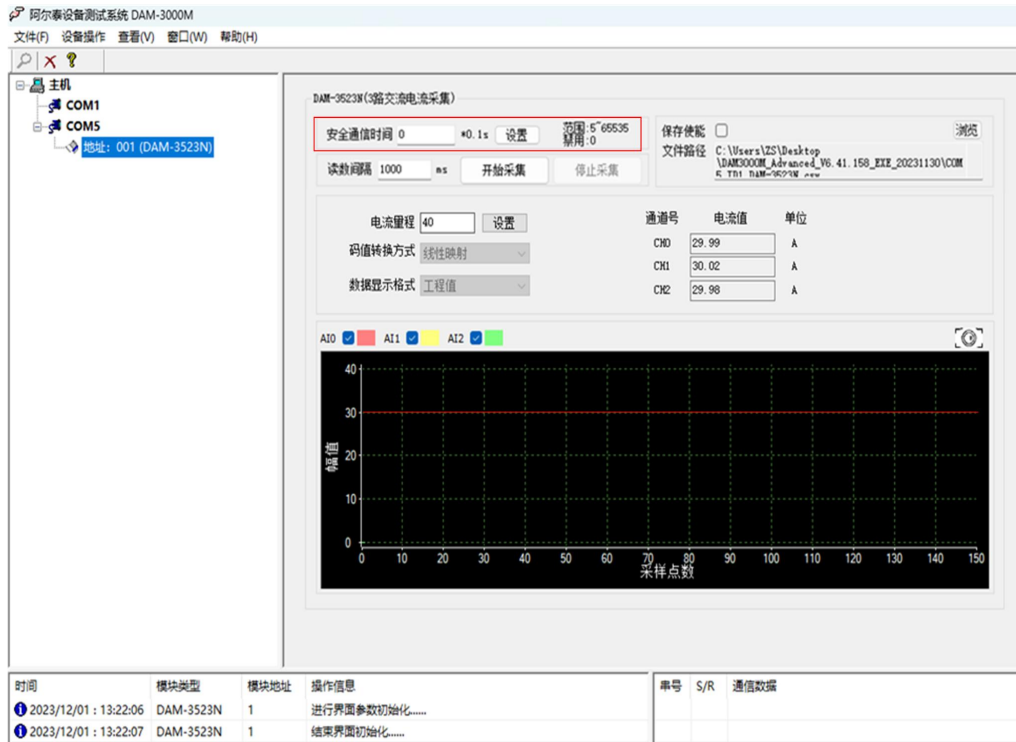 阿尔泰设备测试系统 DAM-3000M
文件(F) 设备操作 查看(V) 窗口(W) 帮助(H)
主机
COM1
COM5
地址：001 (DAM-3523N)
DAM-3523N(3路交流电流采集)
安全通信时间 0 *0.1s 设置 范围:5~65535
禁用:0
读数间隔 1000 ms 开始采集 停止采集
保存使能 浏览
文件路径 C:\Users\ZS\Desktop
\DAM3000M_Advanced_V6.41.158_EXE_20231130\COM
5_ID1_DAM-3523N.csv
电流量程 40 设置
码值转换方式 线性映射
数据显示格式 工程值
通道号 电流值 单位
CH0 29.99 A
CH1 30.02 A
CH2 29.98 A
AI0 AI1 AI2
40
30
20
10
0
幅值
0 10 20 30 40 50 60 70 80 90 100 110 120 130 140 150
采样点数
时间 模块类型 模块地址 操作信息
2023/12/01 : 13:22:06 DAM-3523N 1 进行界面参数初始化......
2023/12/01 : 13:22:07 DAM-3523N 1 结束界面初始化......
串号 S/R 通信数据